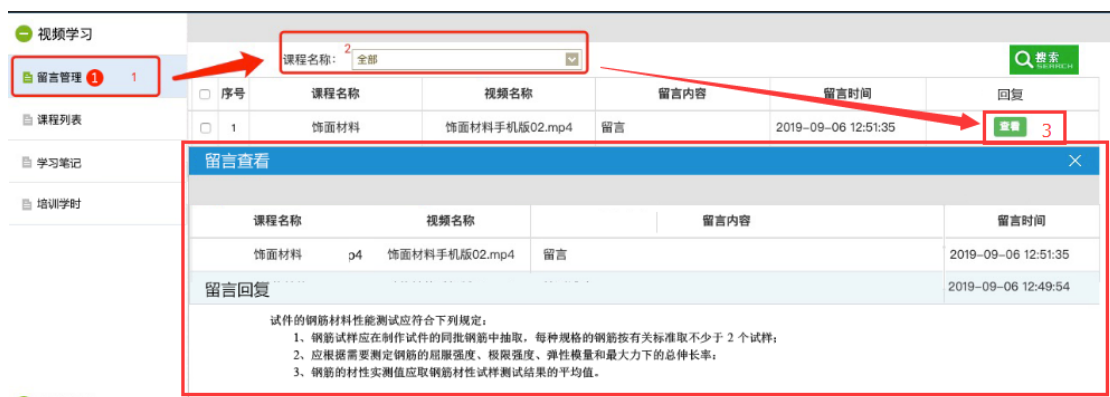 视频学习
课程名称: 2 全部
搜索
SEARCH
留言管理 1 1
序号 课程名称 视频名称 留言内容 留言时间 回复
课程列表
1 饰面材料 饰面材料手机版02.mp4 留言 2019-09-06 12:51:35 查看 3
学习笔记
留言查看
培训学时
课程名称 视频名称 留言内容 留言时间
饰面材料 p4 饰面材料手机版02.mp4 留言 2019-09-06 12:51:35
留言回复 2019-09-06 12:49:54
试件的钢筋材料性能测试应符合下列规定:
1、钢筋试样应在制作试件的同批钢筋中抽取,每种规格的钢筋按有关标准取不少于 2 个试样;
2、应根据需要测定钢筋的屈服强度、极限强度、弹性模量和最大力下的总伸长率;
3、钢筋的材性实测值应取钢筋材性试样测试结果的平均值。